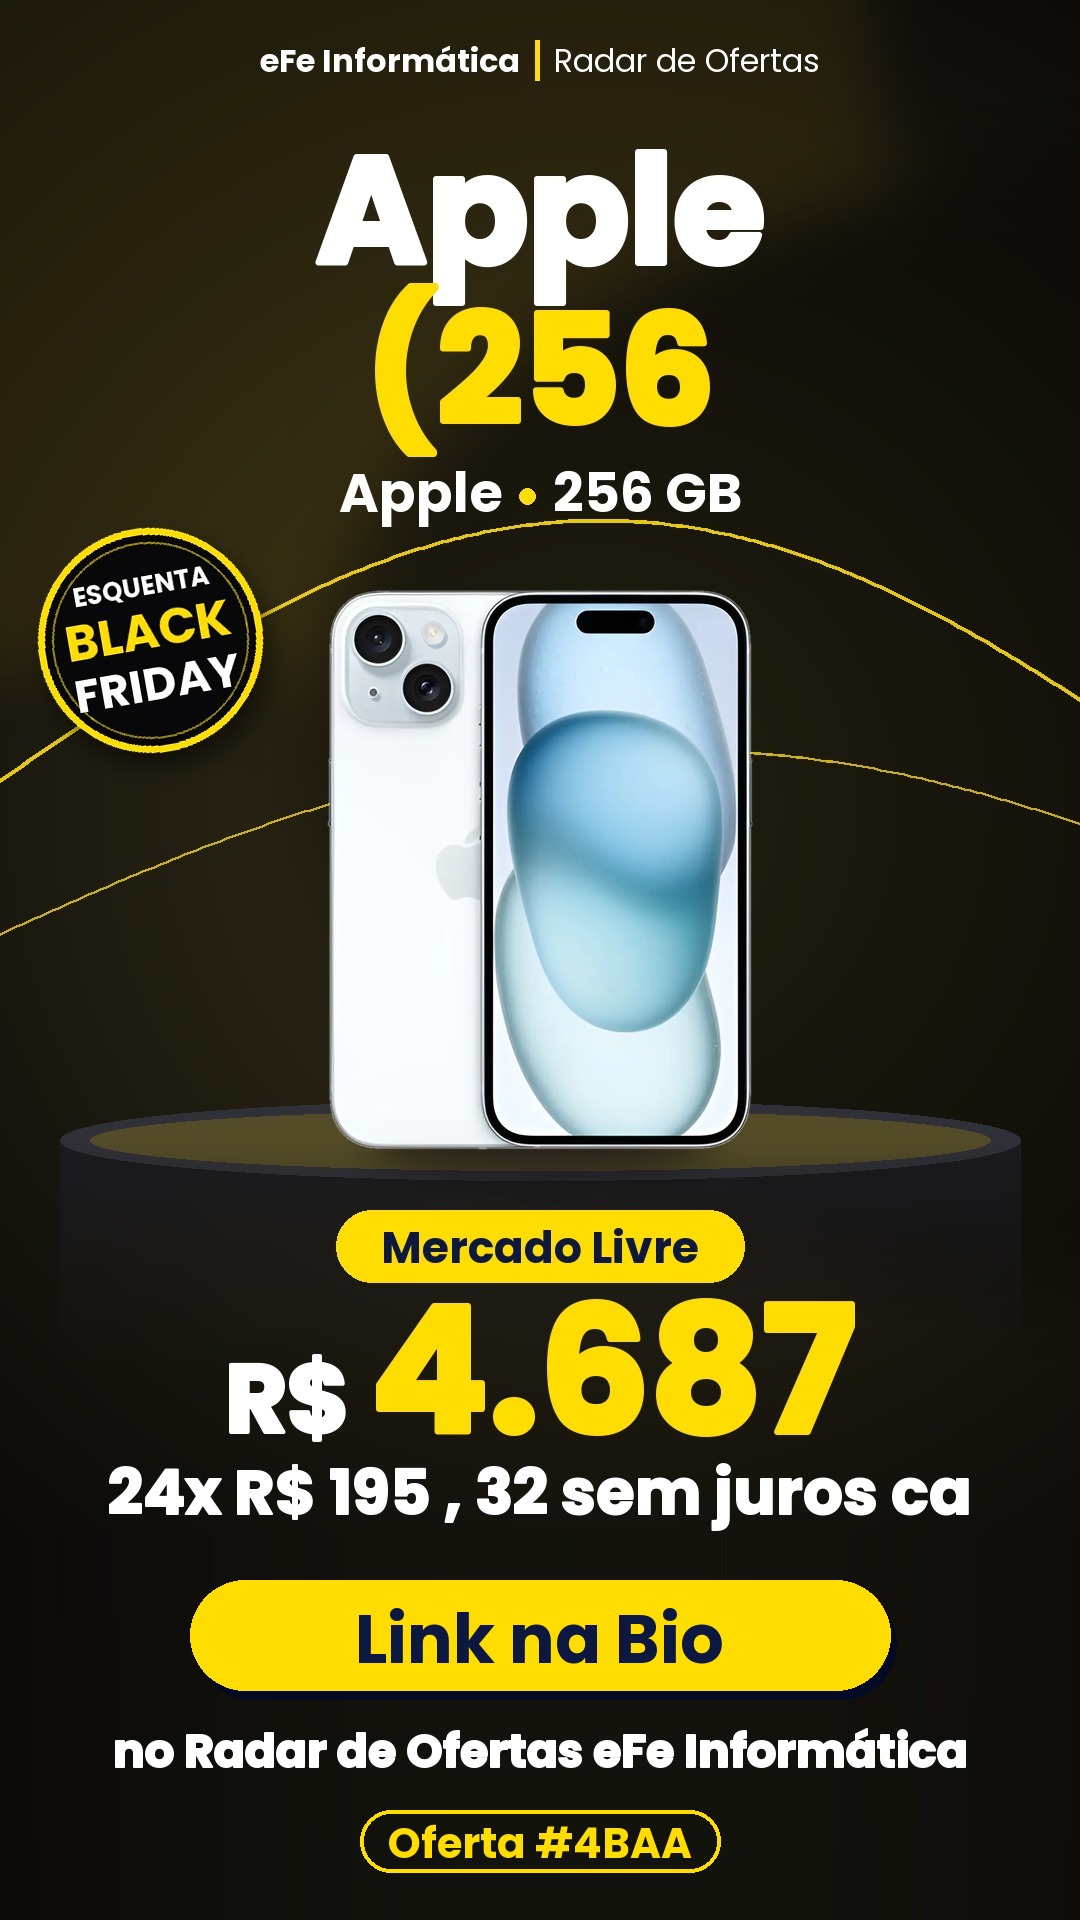 eFe Informática | Radar de Ofertas
Apple
(256
Apple • 256 GB
ESQUENTA
BLACK
FRIDAY
Mercado Livre
R$ 4.687
24x R$ 195 , 32 sem juros ca
Link na Bio
no Radar de Ofertas eFe Informática
Oferta #4BAA